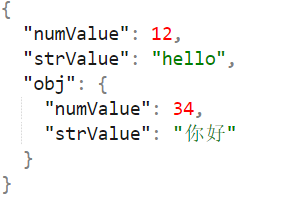 {
  "numValue": 12,
  "strValue": "hello",
  "obj": {
    "numValue": 34,
    "strValue": "你好"
  }
}